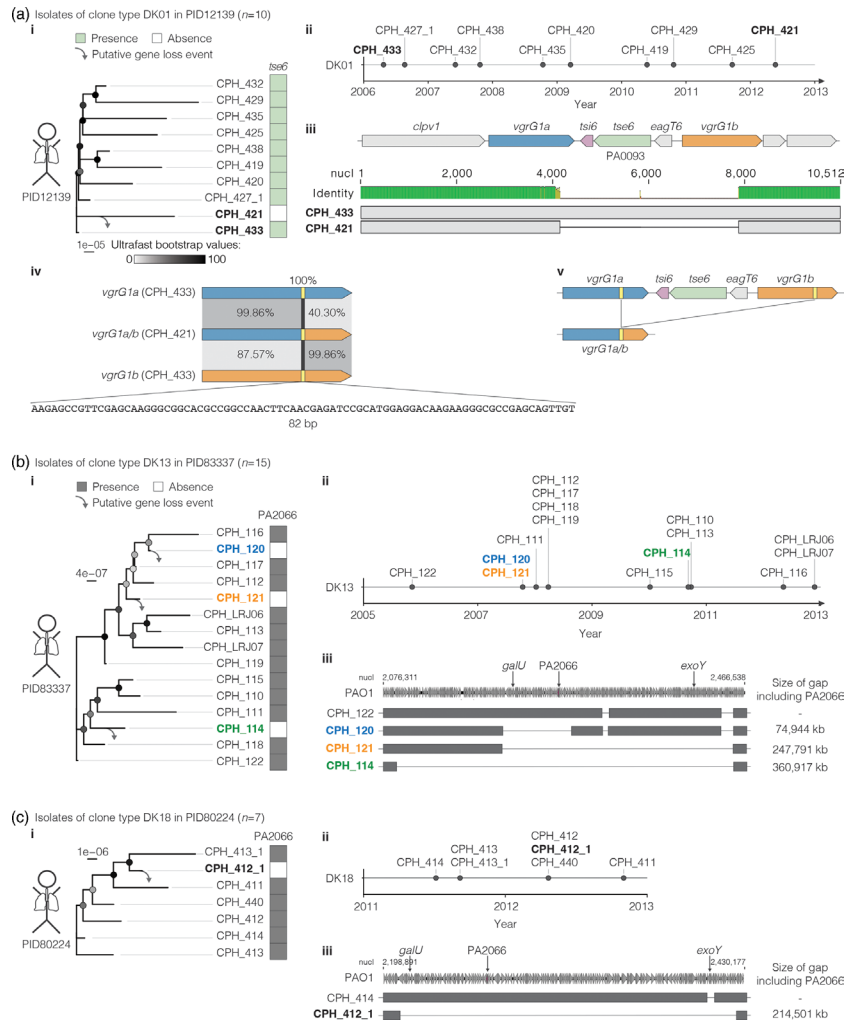 (a) Isolates of clone type DK01 in PID12139 (n=10)
i
Presence Absence
Putative gene loss event
tse6
CPH_432
CPH_429
CPH_435
CPH_425
CPH_438
CPH_419
CPH_420
CPH_427_1
CPH_421
CPH_433
PID12139
1e-05
Ultrafast bootstrap values:
0 100
ii
CPH_427_1 CPH_438 CPH_420 CPH_429 CPH_421
CPH_433 CPH_432 CPH_435 CPH_419 CPH_425
DK01
2006 2007 2008 2009 2010 2011 2012 2013
Year
iii
clpv1 vgrG1a tsi6 tse6 eagT6 vgrG1b
PA0093
nucl 1 2,000 4,000 6,000 8,000 10,512
Identity
CPH_433
CPH_421
iv
100%
vgrG1a (CPH_433)
99.86% 40.30%
vgrG1a/b (CPH_421)
87.57% 99.86%
vgrG1b (CPH_433)
AAGAGCCGTTCGAGCAAGGGCGGCACGCCGGCCAACTTCAACGAGATCCGCATGGAGGACAAGAAGGGCGCCGAGCAGTTGT
82 bp
v
vgrG1a tsi6 tse6 eagT6 vgrG1b
vgrG1a/b
(b) Isolates of clone type DK13 in PID83337 (n=15)
i
Presence Absence
Putative gene loss event
PA2066
CPH_116
CPH_120
CPH_117
4e-07
CPH_112
CPH_121
CPH_LRJ06
CPH_113
CPH_LRJ07
CPH_119
CPH_115
CPH_110
CPH_111
CPH_114
CPH_118
CPH_122
PID83337
ii
CPH_112
CPH_117
CPH_118
CPH_119
CPH_110
CPH_113
CPH_111
CPH_LRJ06
CPH_120 CPH_114 CPH_LRJ07
CPH_122 CPH_121 CPH_115 CPH_116
DK13
2005 2007 2009 2011 2013
Year
iii
galU PA2066 exoY
nucl 2,076,311 2,466,538
Size of gap
including PA2066
PAO1
CPH_122 -
CPH_120 74,944 kb
CPH_121 247,791 kb
CPH_114 360,917 kb
(c) Isolates of clone type DK18 in PID80224 (n=7)
i
PA2066
1e-06
CPH_413_1
CPH_412_1
CPH_411
CPH_440
CPH_412
CPH_414
CPH_413
PID80224
ii
CPH_412
CPH_413 CPH_412_1
CPH_414 CPH_413_1 CPH_440 CPH_411
DK18
2011 2012 2013
Year
iii
galU PA2066 exoY
nucl 2,198,891 2,430,177
Size of gap
including PA2066
PAO1
CPH_414 -
CPH_412_1 214,501 kb